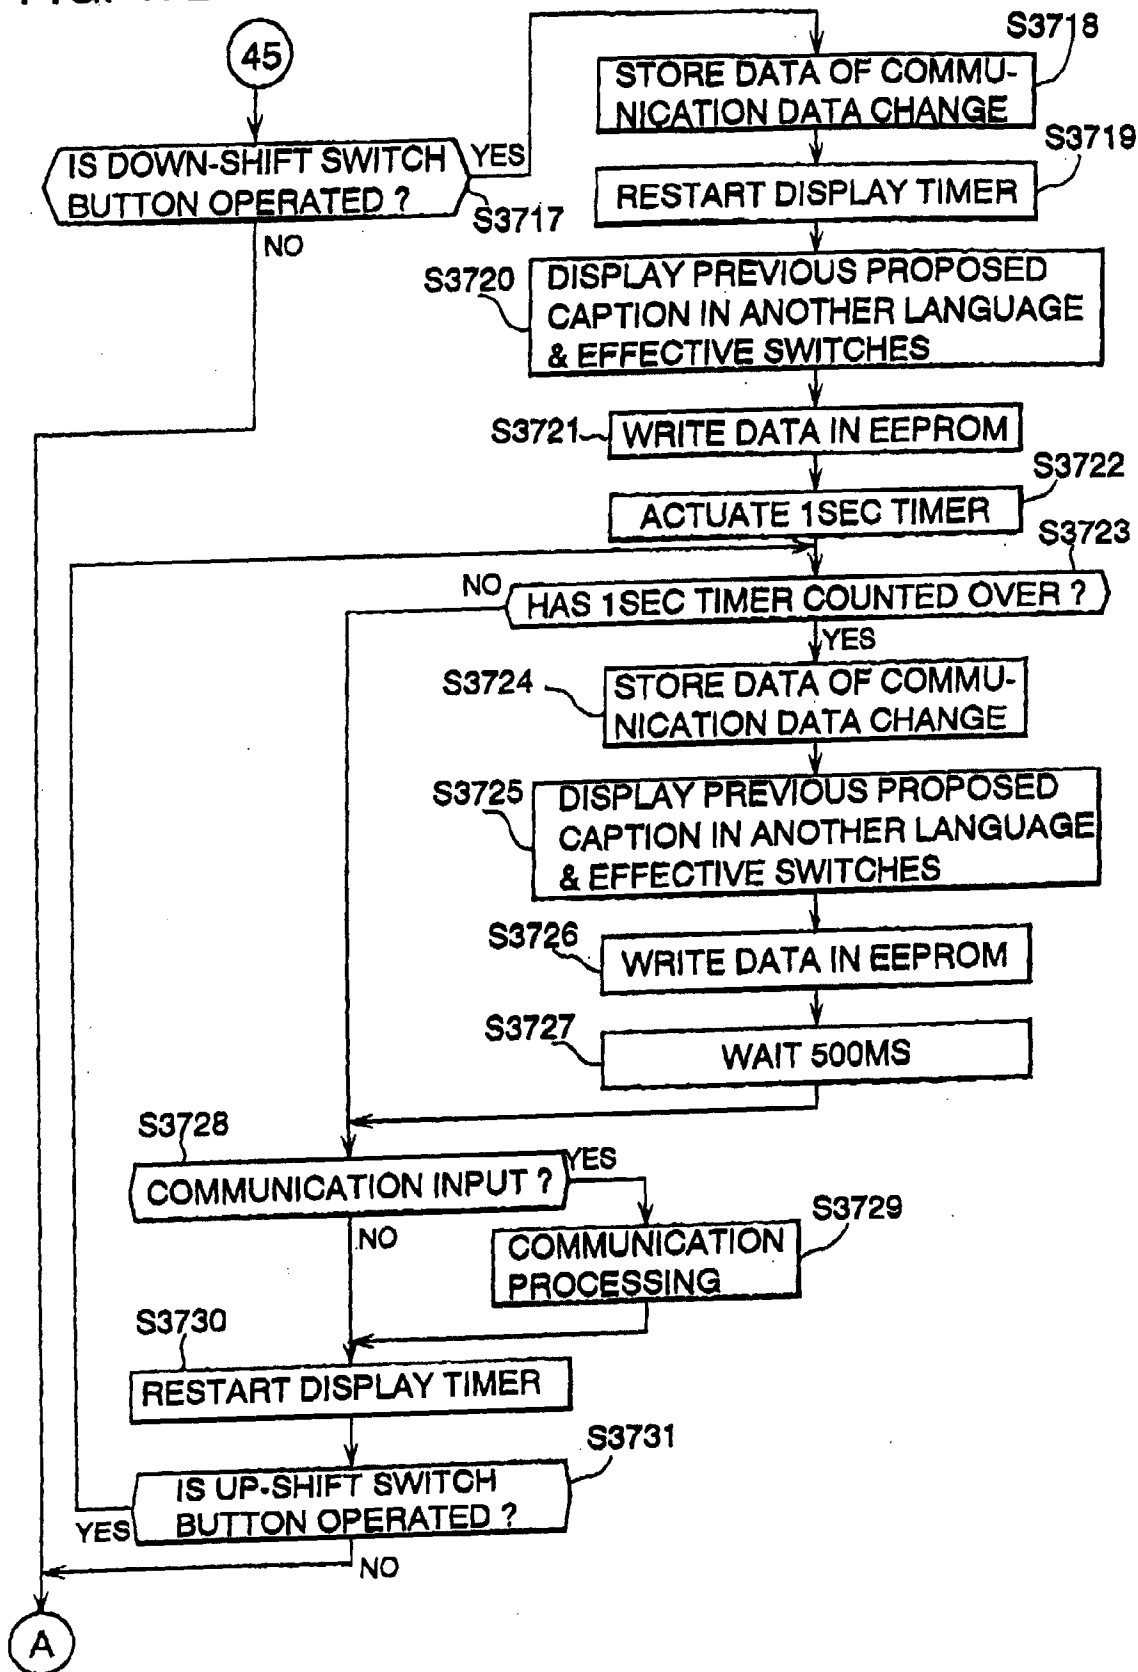 45
IS DOWN-SHIFT SWITCH
BUTTON OPERATED ?
YES
S3717
NO
S3718
STORE DATA OF COMMU-
NICATION DATA CHANGE
S3719
RESTART DISPLAY TIMER
S3720
DISPLAY PREVIOUS PROPOSED
CAPTION IN ANOTHER LANGUAGE
& EFFECTIVE SWITCHES
S3721
WRITE DATA IN EEPROM
S3722
ACTUATE 1SEC TIMER
S3723
NO
HAS 1SEC TIMER COUNTED OVER ?
YES
S3724
STORE DATA OF COMMU-
NICATION DATA CHANGE
S3725
DISPLAY PREVIOUS PROPOSED
CAPTION IN ANOTHER LANGUAGE
& EFFECTIVE SWITCHES
S3726
WRITE DATA IN EEPROM
S3727
WAIT 500MS
S3728
COMMUNICATION INPUT ?
YES
NO
S3729
COMMUNICATION
PROCESSING
S3730
RESTART DISPLAY TIMER
S3731
IS UP-SHIFT SWITCH
BUTTON OPERATED ?
YES
NO
A